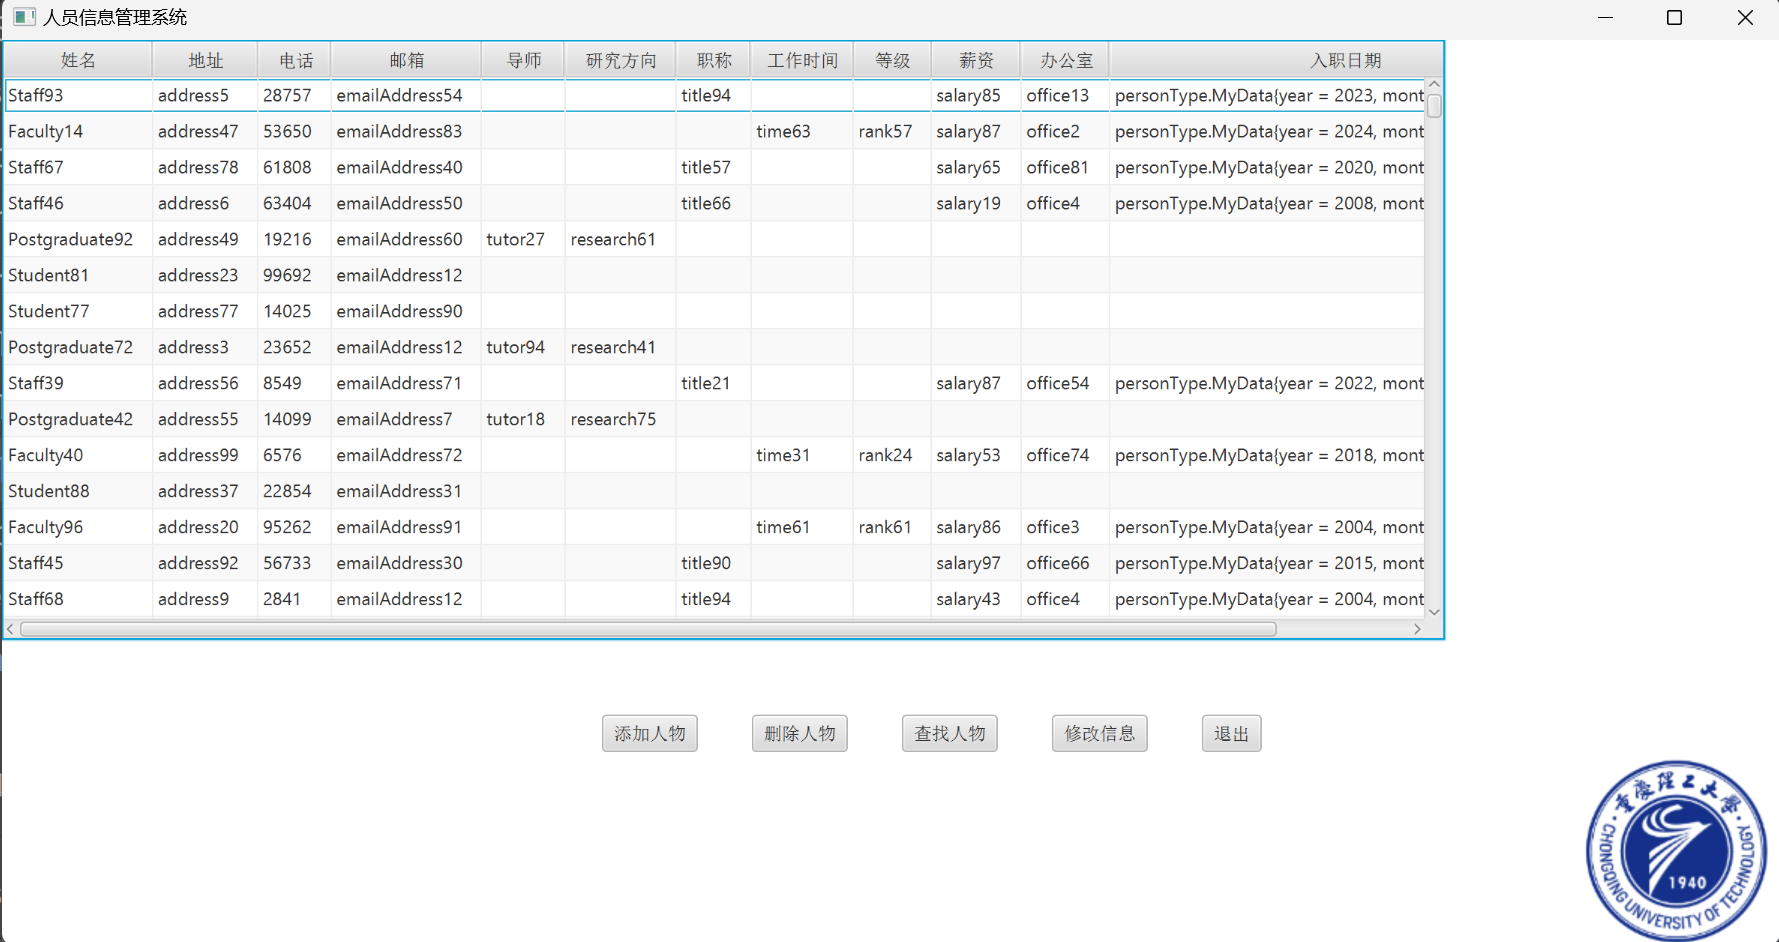 人员信息管理系统
姓名 地址 电话 邮箱 导师 研究方向 职称 工作时间 等级 薪资 办公室 入职日期
Staff93 address5 28757 emailAddress54 title94 salary85 office13 personType.MyData{year = 2023, mont
Faculty14 address47 53650 emailAddress83 time63 rank57 salary87 office2 personType.MyData{year = 2024, mont
Staff67 address78 61808 emailAddress40 title57 salary65 office81 personType.MyData{year = 2020, mont
Staff46 address6 63404 emailAddress50 title66 salary19 office4 personType.MyData{year = 2008, mont
Postgraduate92 address49 19216 emailAddress60 tutor27 research61
Student81 address23 99692 emailAddress12
Student77 address77 14025 emailAddress90
Postgraduate72 address3 23652 emailAddress12 tutor94 research41
Staff39 address56 8549 emailAddress71 title21 salary87 office54 personType.MyData{year = 2022, mont
Postgraduate42 address55 14099 emailAddress7 tutor18 research75
Faculty40 address99 6576 emailAddress72 time31 rank24 salary53 office74 personType.MyData{year = 2018, mont
Student88 address37 22854 emailAddress31
Faculty96 address20 95262 emailAddress91 time61 rank61 salary86 office3 personType.MyData{year = 2004, mont
Staff45 address92 56733 emailAddress30 title90 salary97 office66 personType.MyData{year = 2015, mont
Staff68 address9 2841 emailAddress12 title94 salary43 office4 personType.MyData{year = 2004, mont
添加人物 删除人物 查找人物 修改信息 退出
重庆理工大学
1940
CHONGQING UNIVERSITY OF TECHNOLOGY